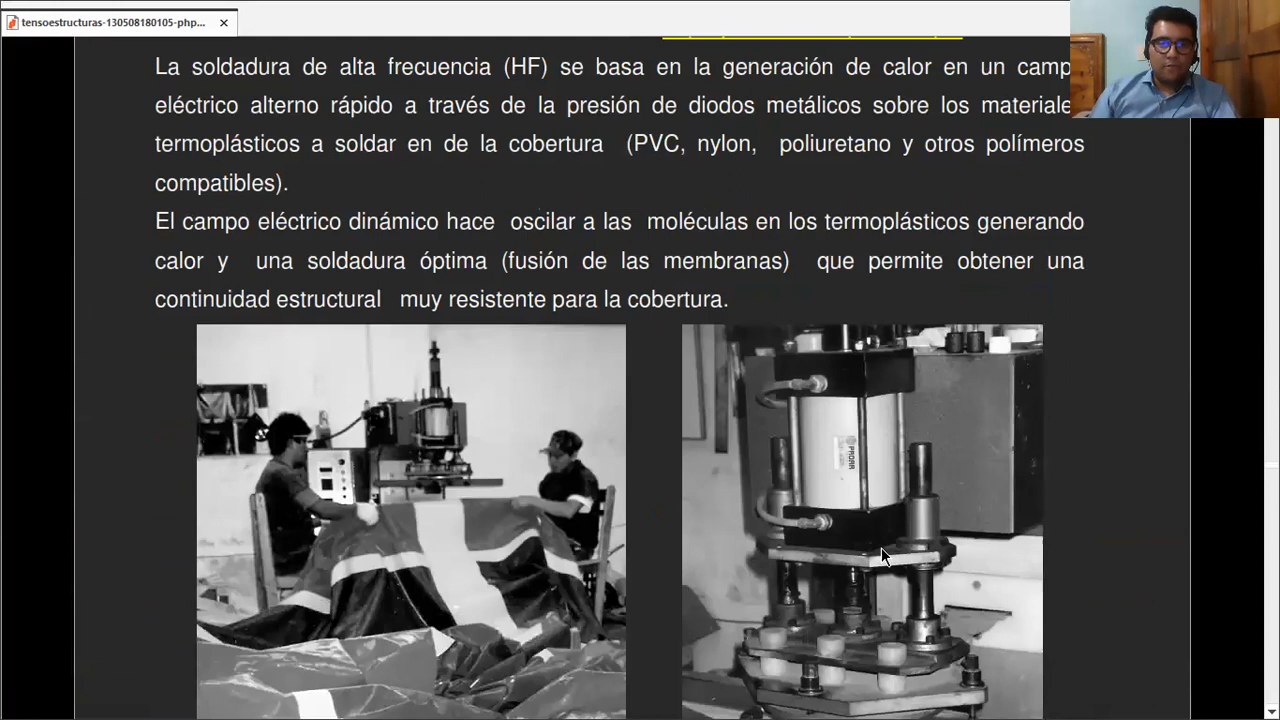 tensoestructuras-130508180105-php...
La soldadura de alta frecuencia (HF) se basa en la generación de calor en un camp
eléctrico alterno rápido a través de la presión de diodos metálicos sobre los materiale
termoplásticos a soldar en de la cobertura (PVC, nylon, poliuretano y otros polímeros
compatibles).
El campo eléctrico dinámico hace oscilar a las moléculas en los termoplásticos generando
calor y una soldadura óptima (fusión de las membranas) que permite obtener una
continuidad estructural muy resistente para la cobertura.